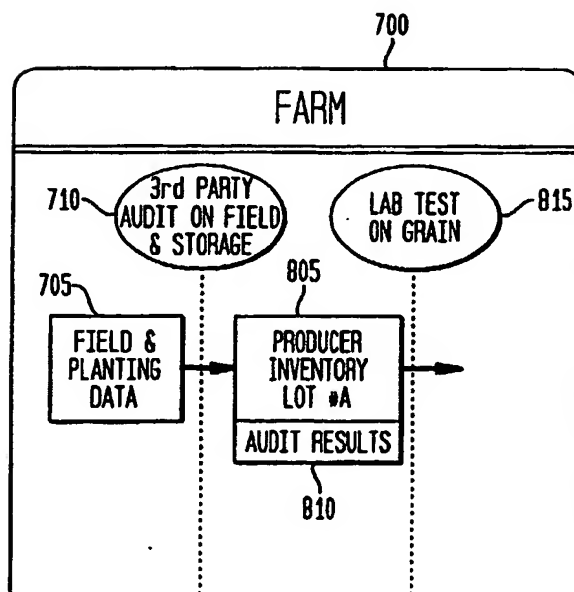 700
FARM
710
3rd PARTY
AUDIT ON FIELD
& STORAGE
LAB TEST
ON GRAIN
815
705
FIELD &
PLANTING
DATA
805
PRODUCER
INVENTORY
LOT #A
AUDIT RESULTS
810